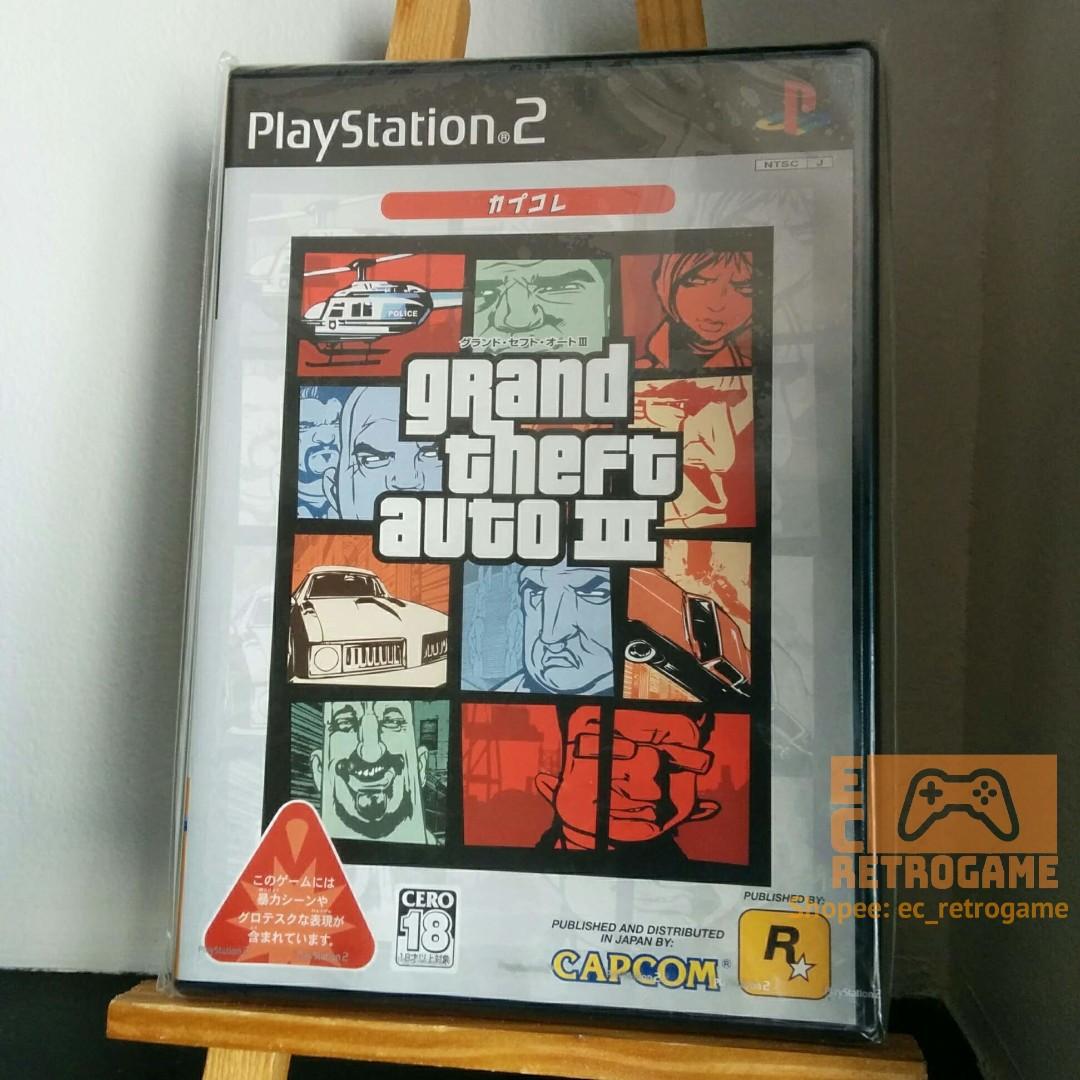 PlayStation®2
NTSC J
カプコレ
POLICE
グランド・セフト・オートIII
grand
theft
auto III
このゲームには
暴力シーンや
グロテスクな表現が
含まれています。
CERO
18
18才以上対象
PUBLISHED AND DISTRIBUTED
IN JAPAN BY:
CAPCOM®
PUBLISHED BY:
R
EC
RETROGAME
Shopee: ec_retrogame